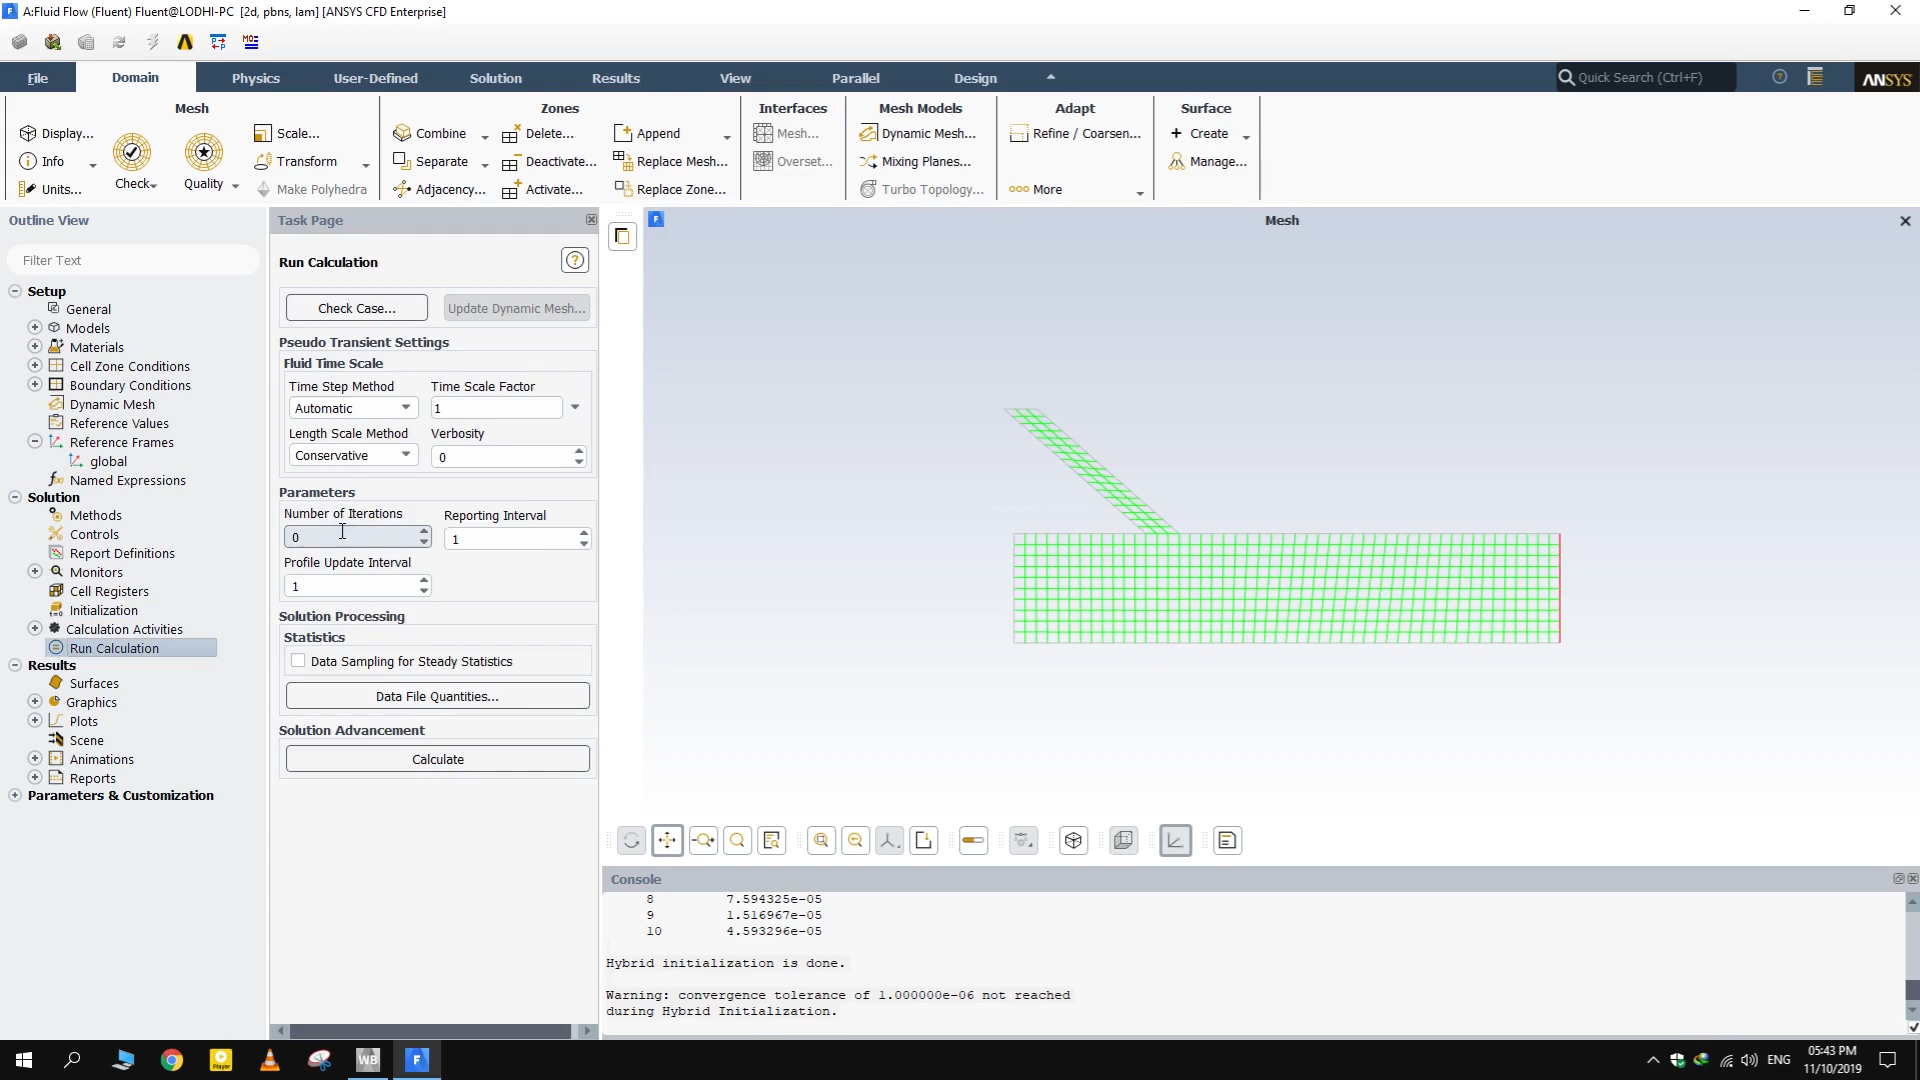 A:Fluid Flow (Fluent) Fluent@LODHI-PC [2d, pbns, lam] [ANSYS CFD Enterprise]
File Domain Physics User-Defined Solution Results View Parallel Design Quick Search (Ctrl+F) ANSYS
Mesh Zones Interfaces Mesh Models Adapt Surface
Display... Scale... Combine Delete... Append Mesh... Dynamic Mesh... Refine / Coarsen... Create
Info Transform Separate Deactivate... Replace Mesh... Overset... Mixing Planes... Manage...
Units... Check Quality Make Polyhedra Adjacency... Activate... Replace Zone... Turbo Topology... More
Outline View
Filter Text
Setup
General
Models
Materials
Cell Zone Conditions
Boundary Conditions
Dynamic Mesh
Reference Values
Reference Frames
global
Named Expressions
Solution
Methods
Controls
Report Definitions
Monitors
Cell Registers
Initialization
Calculation Activities
Run Calculation
Results
Surfaces
Graphics
Plots
Scene
Animations
Reports
Parameters & Customization
Task Page
Run Calculation
Check Case... Update Dynamic Mesh...
Pseudo Transient Settings
Fluid Time Scale
Time Step Method Time Scale Factor
Automatic 1
Length Scale Method Verbosity
Conservative 0
Parameters
Number of Iterations Reporting Interval
0 1
Profile Update Interval
1
Solution Processing
Statistics
Data Sampling for Steady Statistics
Data File Quantities...
Solution Advancement
Calculate
Mesh
Console
8 7.594325e-05
9 1.516967e-05
10 4.593296e-05
Hybrid initialization is done.
Warning: convergence tolerance of 1.000000e-06 not reached
during Hybrid Initialization.
Player WB F ENG
05:43 PM
11/10/2019